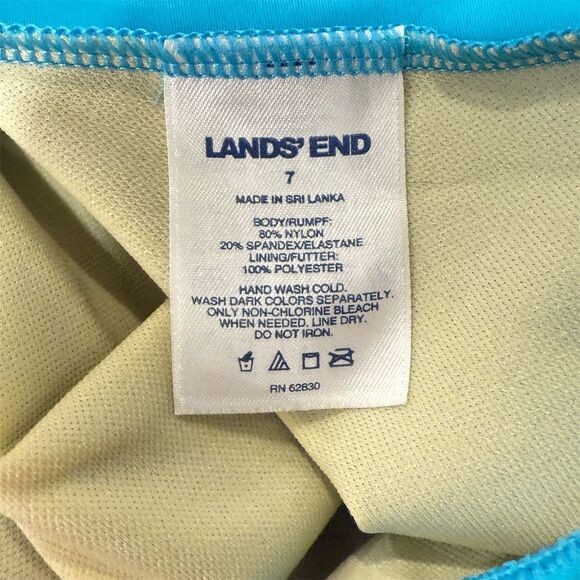 LANDS' END
7
MADE IN SRI LANKA
BODY/RUMPF:
80% NYLON
20% SPANDEX/ELASTANE
LINING/FUTTER:
100% POLYESTER
HAND WASH COLD.
WASH DARK COLORS SEPARATELY.
ONLY NON-CHLORINE BLEACH
WHEN NEEDED, LINE DRY.
DO NOT IRON.
RN 62830